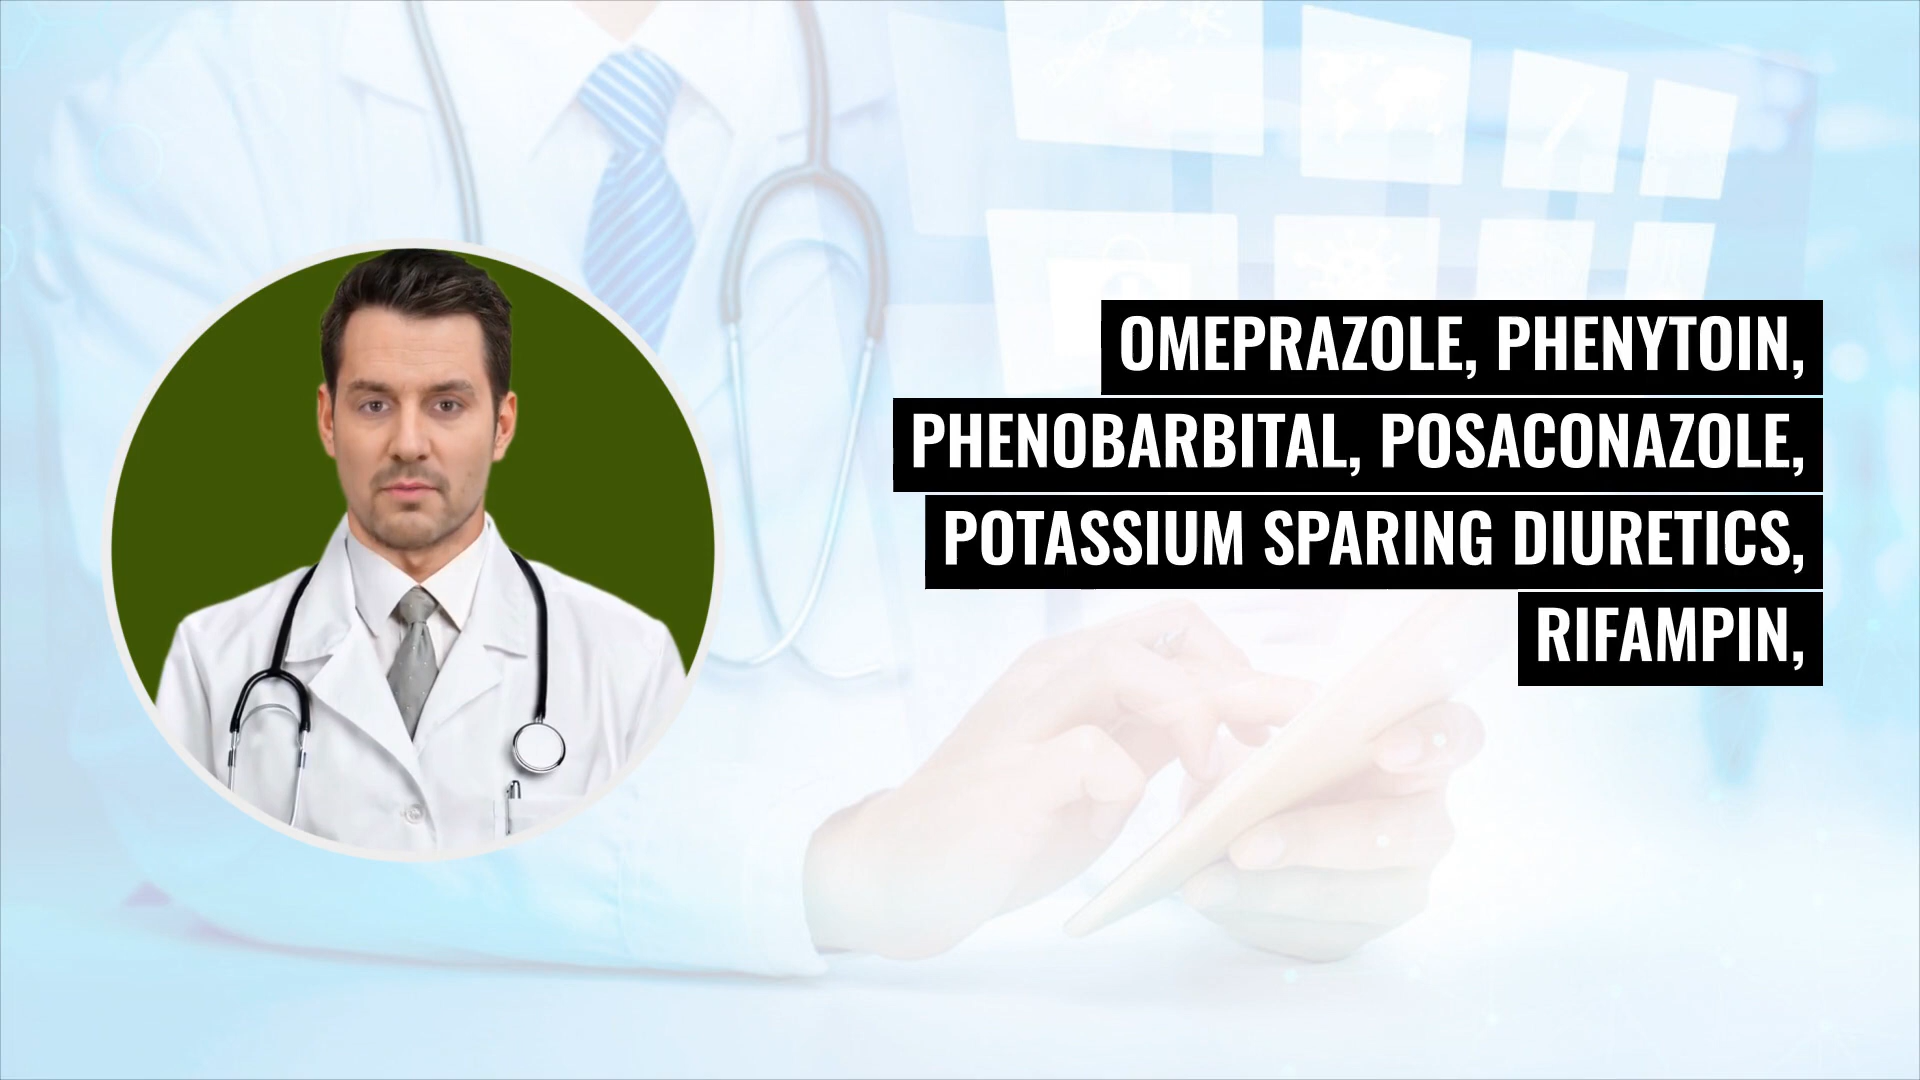 OMEPRAZOLE, PHENYTOIN,
PHENOBARBITAL, POSACONAZOLE,
POTASSIUM SPARING DIURETICS,
RIFAMPIN,